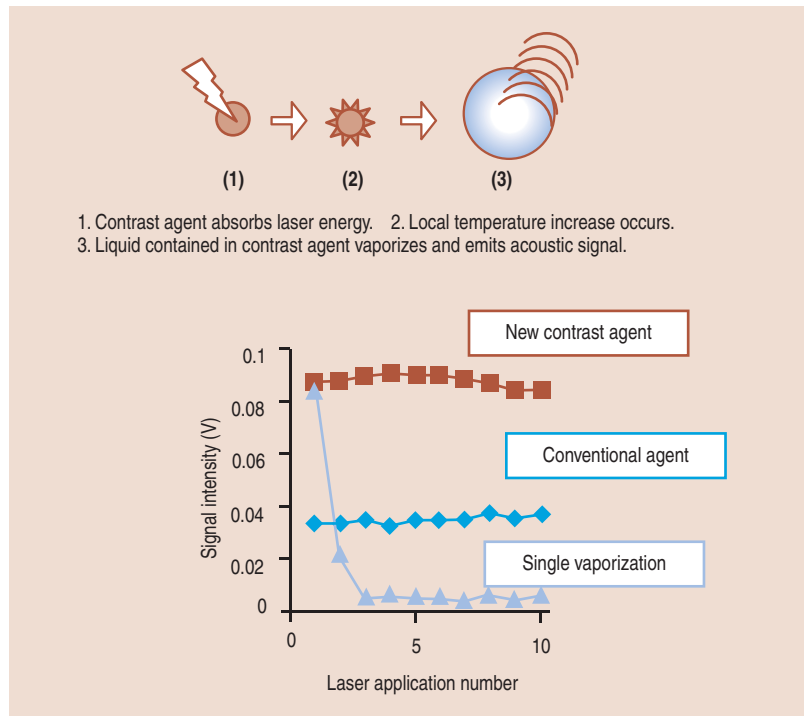 (1) (2) (3)
1. Contrast agent absorbs laser energy. 2. Local temperature increase occurs.
3. Liquid contained in contrast agent vaporizes and emits acoustic signal.
New contrast agent
Conventional agent
Single vaporization
Signal intensity (V)
0.1
0.08
0.06
0.04
0.02
0
0 5 10
Laser application number